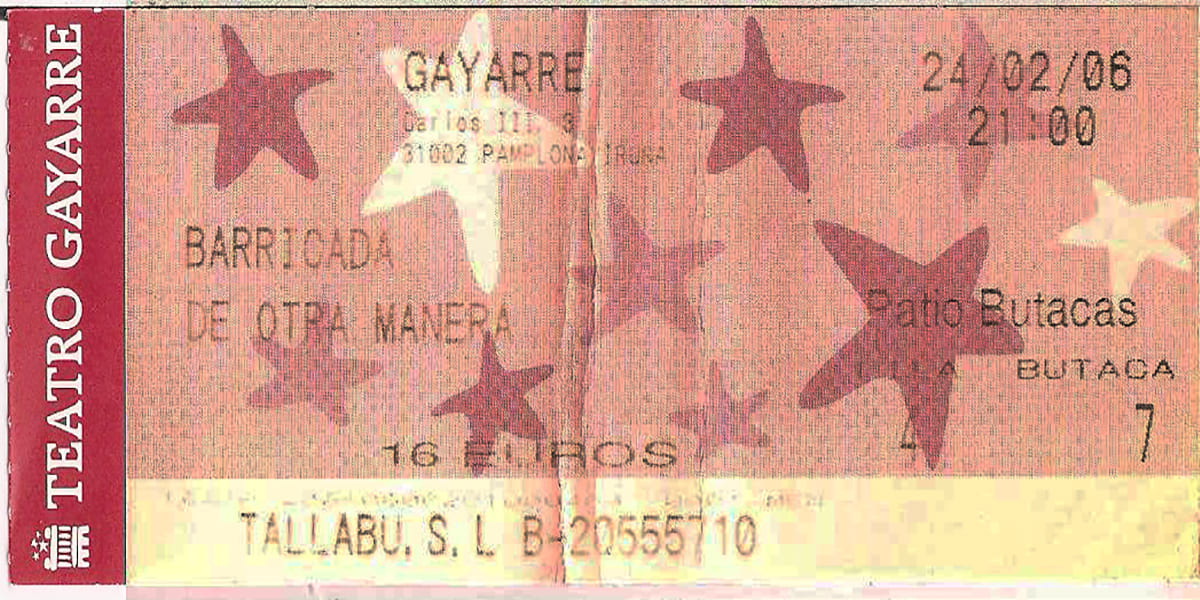 TEATRO GAYARRE
GAYARRE
Carlos III, 3
31002 PAMPLONA/IRUÑA
24/02/06
21:00
BARRICADA
DE OTRA MANERA
Patio Butacas
FILA BUTACA
4 7
16 EUROS
TALLABU, S. L B-20555710